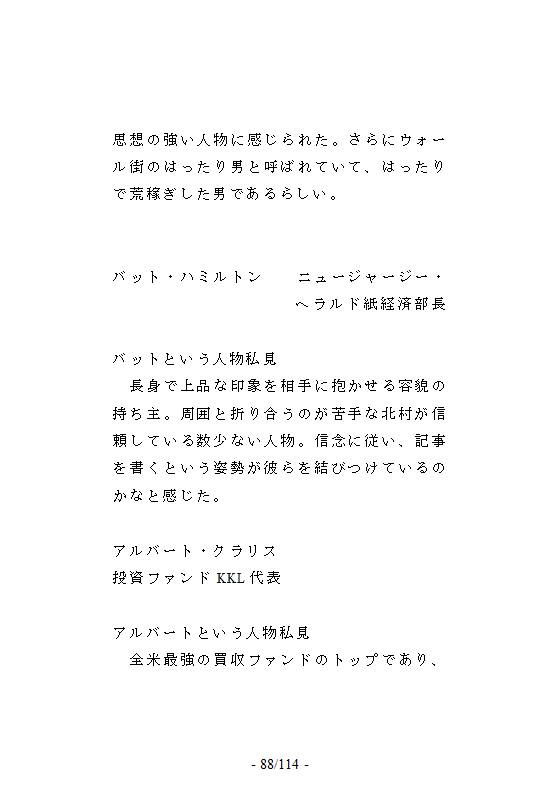 思想の強い人物に感じられた。さらにウォー
ル街のはったり男と呼ばれていて、はったり
で荒稼ぎした男であるらしい。
バット・ハミルトン　　ニュージャージー・
ヘラルド紙経済部長
バットという人物私見
　長身で上品な印象を相手に抱かせる容貌の
持ち主。周囲と折り合うのが苦手な北村が信
頼している数少ない人物。信念に従い、記事
を書くという姿勢が彼らを結びつけているの
かなと感じた。
アルバート・クラリス
投資ファンド KKL 代表
アルバートという人物私見
　全米最強の買収ファンドのトップであり、
- 88/114 -